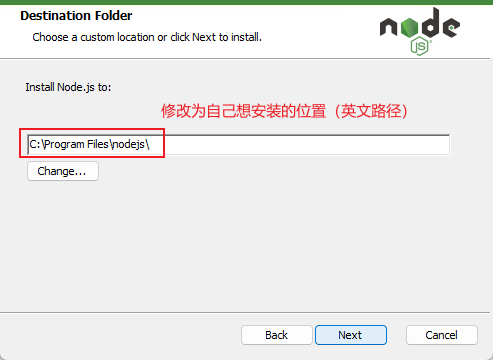 Destination Folder
Choose a custom location or click Next to install.
node
JS
Install Node.js to:
修改为自己想安装的位置（英文路径）
C:\Program Files\nodejs\
Change...
Back
Next
Cancel